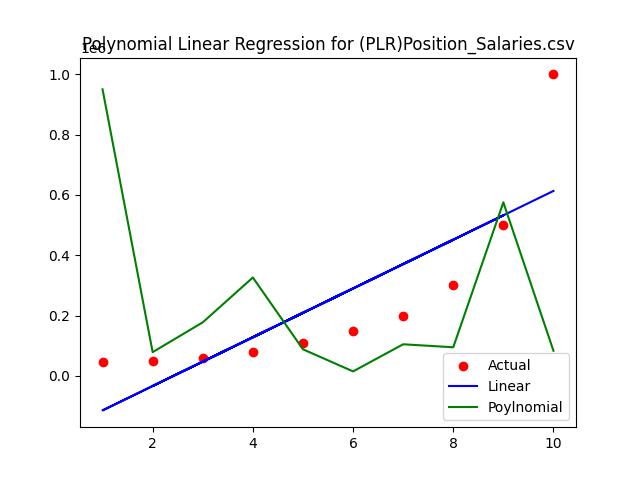 Polynomial Linear Regression for (PLR)Position_Salaries.csv
1e6
1.0
0.8
0.6
0.4
0.2
0.0
Actual
Linear
Poylnomial
2
4
6
8
10